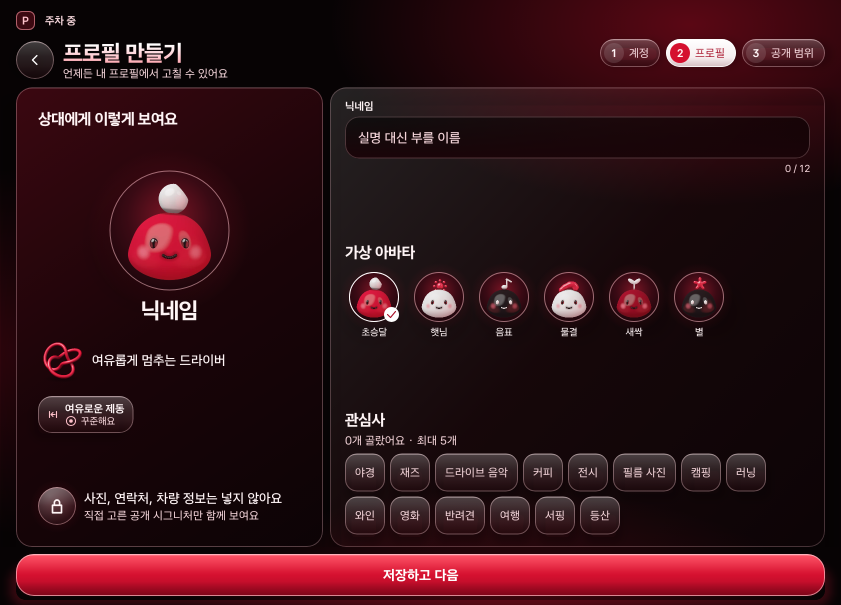 P 주차 중
프로필 만들기
언제든 내 프로필에서 고칠 수 있어요
1 계정 2 프로필 3 공개 범위
상대에게 이렇게 보여요
닉네임
여유롭게 멈추는 드라이버
여유로운 제동
꾸준해요
사진, 연락처, 차량 정보는 넣지 않아요
직접 고른 공개 시그니처만 함께 보여요
닉네임
실명 대신 부를 이름
0 / 12
가상 아바타
초승달 햇님 음표 물결 새싹 별
관심사
0개 골랐어요 · 최대 5개
야경 재즈 드라이브 음악 커피 전시 필름 사진 캠핑 러닝
와인 영화 반려견 여행 서핑 등산
저장하고 다음